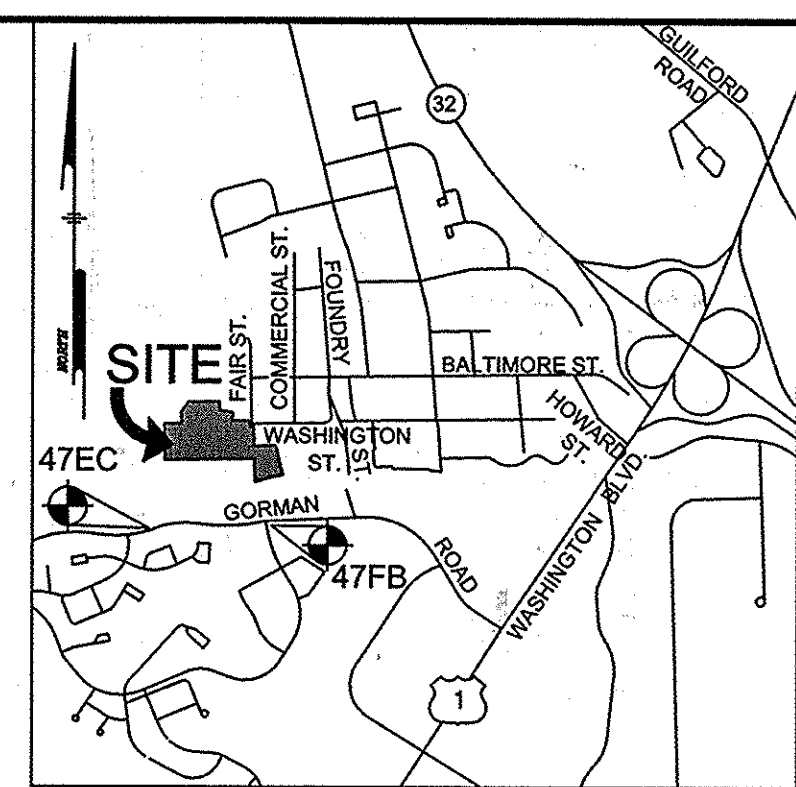 GUILFORD
ROAD
32
SITE
FAIR ST.
COMMERCIAL ST.
FOUNDRY
ST.
BALTIMORE ST.
HOWARD
ST.
WASHINGTON
ST.
47EC
GORMAN
ROAD
47FB
WASHINGTON BLVD.
1